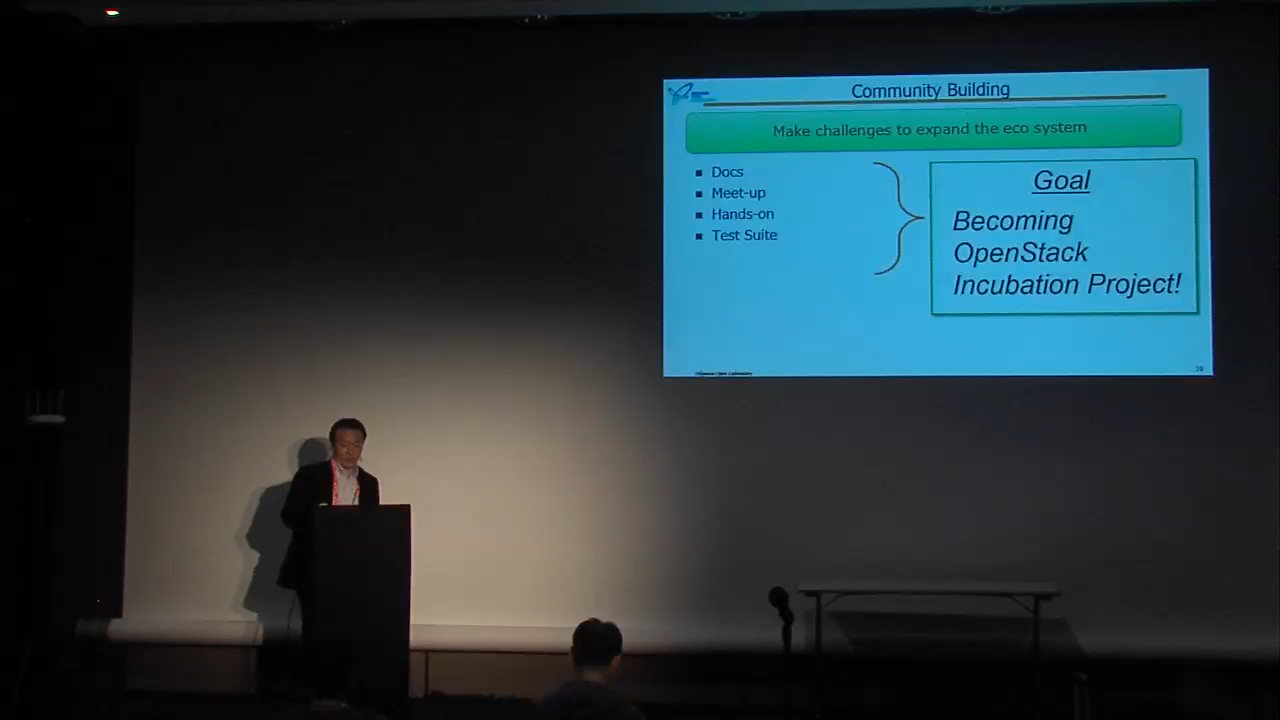 Community Building
Make challenges to expand the eco system
Docs
Meet-up
Hands-on
Test Suite
Goal
Becoming
OpenStack
Incubation Project!